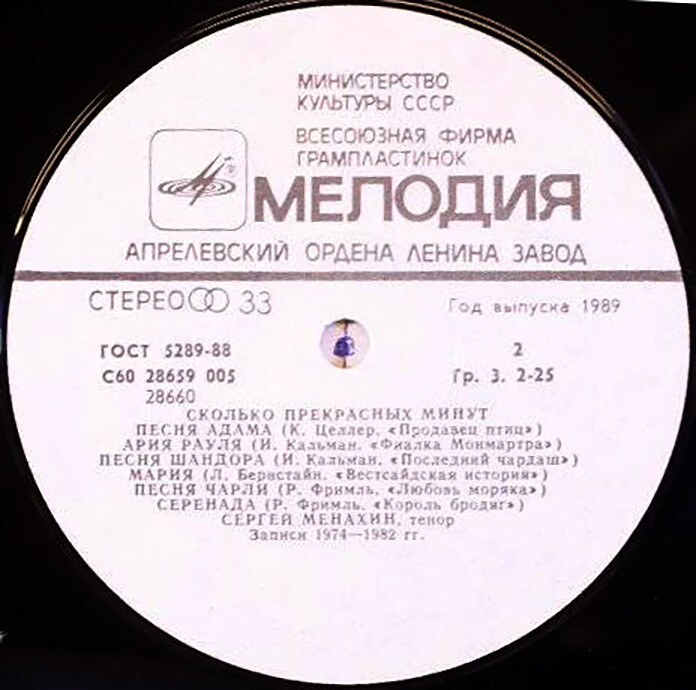 МИНИСТЕРСТВО
КУЛЬТУРЫ СССР
ВСЕСОЮЗНАЯ ФИРМА
ГРАМПЛАСТИНОК
МЕЛОДИЯ
АПРЕЛЕВСКИЙ ОРДЕНА ЛЕНИНА ЗАВОД
СТЕРЕО 33
Год выпуска 1989
ГОСТ 5289-88
2
С60 28659 005
Гр. 3. 2-25
28660
СКОЛЬКО ПРЕКРАСНЫХ МИНУТ
ПЕСНЯ АДАМА (К. Целлер. «Продавец птиц»)
АРИЯ РАУЛЯ (И. Кальман. «Фиалка Монмартра»)
ПЕСНЯ ШАНДОРА (И. Кальман. «Последний чардаш»)
МАРИЯ (Л. Бернстайн. «Вестсайдская история»)
ПЕСНЯ ЧАРЛИ (Р. Фримль. «Любовь моряка»)
СЕРЕНАДА (Р. Фримль. «Король бродяг»)
СЕРГЕЙ МЕНАХИН, тенор
Записи 1974—1982 гг.